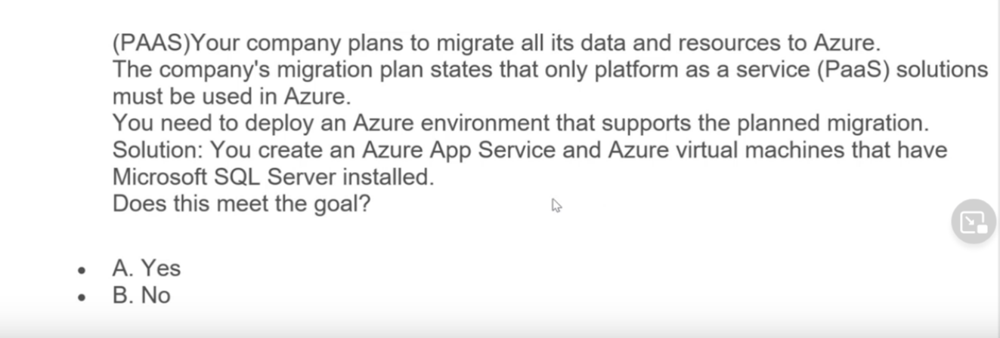 (PAAS)Your company plans to migrate all its data and resources to Azure.
The company's migration plan states that only platform as a service (PaaS) solutions
must be used in Azure.
You need to deploy an Azure environment that supports the planned migration.
Solution: You create an Azure App Service and Azure virtual machines that have
Microsoft SQL Server installed.
Does this meet the goal?
• A. Yes
• B. No